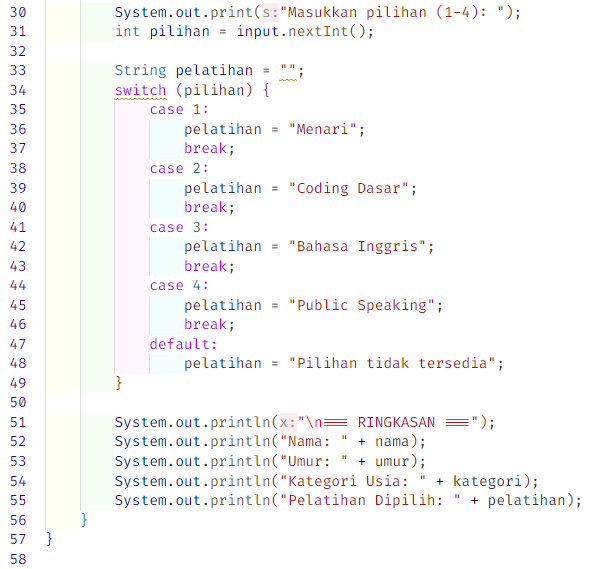 30 System.out.print(s:"Masukkan pilihan (1-4): ");
31 int pilihan = input.nextInt();
32
33 String pelatihan = "";
34 switch (pilihan) {
35 case 1:
36 pelatihan = "Menari";
37 break;
38 case 2:
39 pelatihan = "Coding Dasar";
40 break;
41 case 3:
42 pelatihan = "Bahasa Inggris";
43 break;
44 case 4:
45 pelatihan = "Public Speaking";
46 break;
47 default:
48 pelatihan = "Pilihan tidak tersedia";
49 }
50
51 System.out.println(x:"\n=== RINGKASAN ===");
52 System.out.println("Nama: " + nama);
53 System.out.println("Umur: " + umur);
54 System.out.println("Kategori Usia: " + kategori);
55 System.out.println("Pelatihan Dipilih: " + pelatihan);
56 }
57 }
58